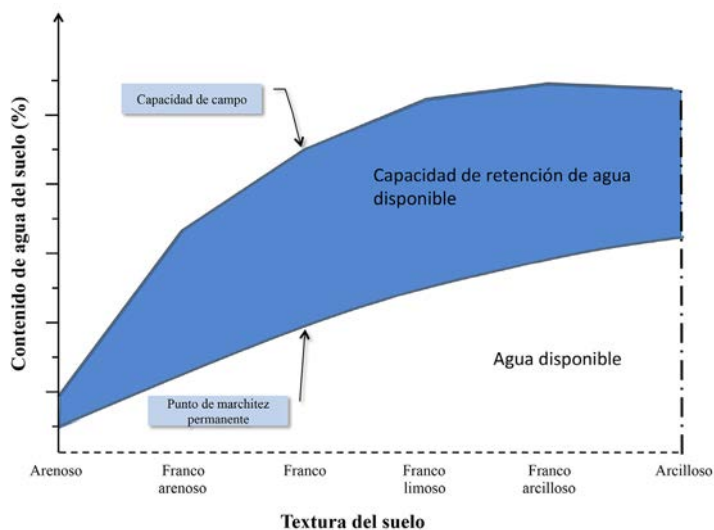 Contenido de agua del suelo (%)
Capacidad de campo
Capacidad de retención de agua
disponible
Agua disponible
Punto de marchitez
permanente
Arenoso
Franco
arenoso
Franco
Franco
limoso
Franco
arcilloso
Arcilloso
Textura del suelo